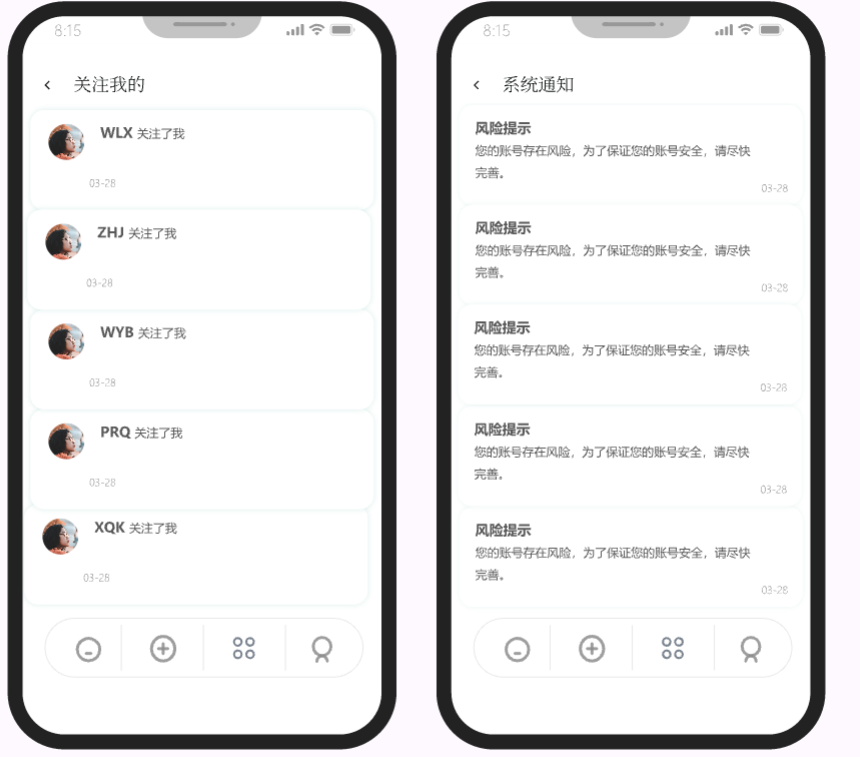 8:15
关注我的
WLX 关注了我
03-28
ZHJ 关注了我
03-28
WYB 关注了我
03-28
PRQ 关注了我
03-28
XQK 关注了我
03-28
8:15
系统通知
风险提示
您的账号存在风险，为了保证您的账号安全，请尽快
完善。
03-28
风险提示
您的账号存在风险，为了保证您的账号安全，请尽快
完善。
03-28
风险提示
您的账号存在风险，为了保证您的账号安全，请尽快
完善。
03-28
风险提示
您的账号存在风险，为了保证您的账号安全，请尽快
完善。
03-28
风险提示
您的账号存在风险，为了保证您的账号安全，请尽快
完善。
03-28